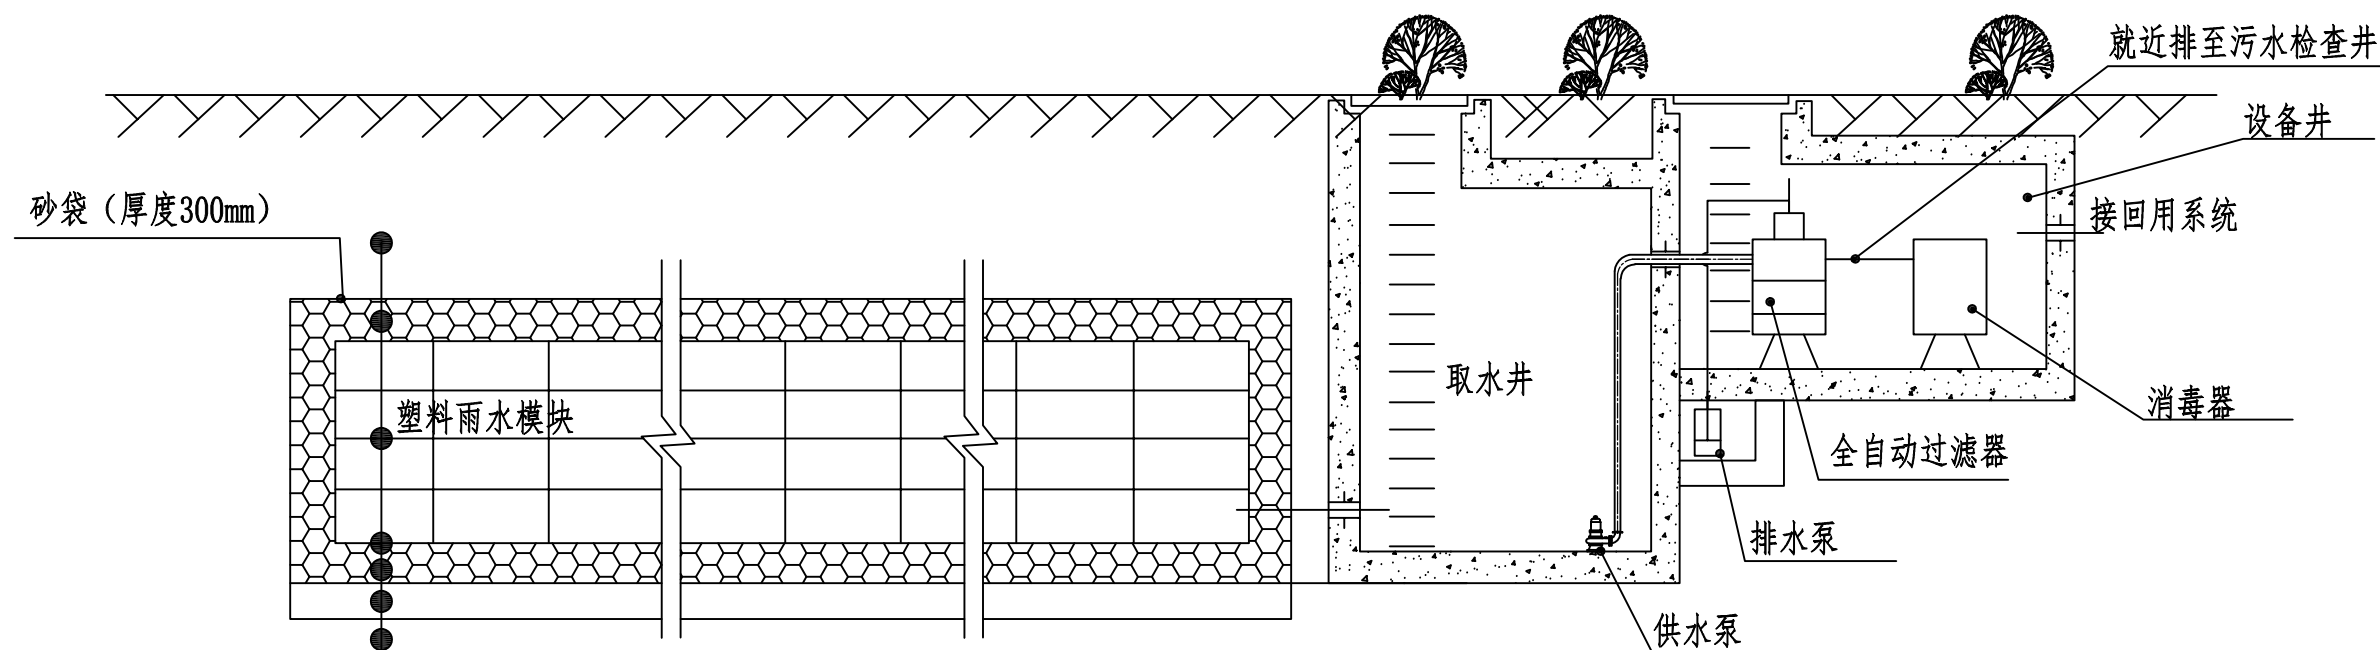 就近排至污水检查井
设备井
砂袋（厚度300mm）
接回用系统
取水井
塑料雨水模块
消毒器
全自动过滤器
排水泵
供水泵